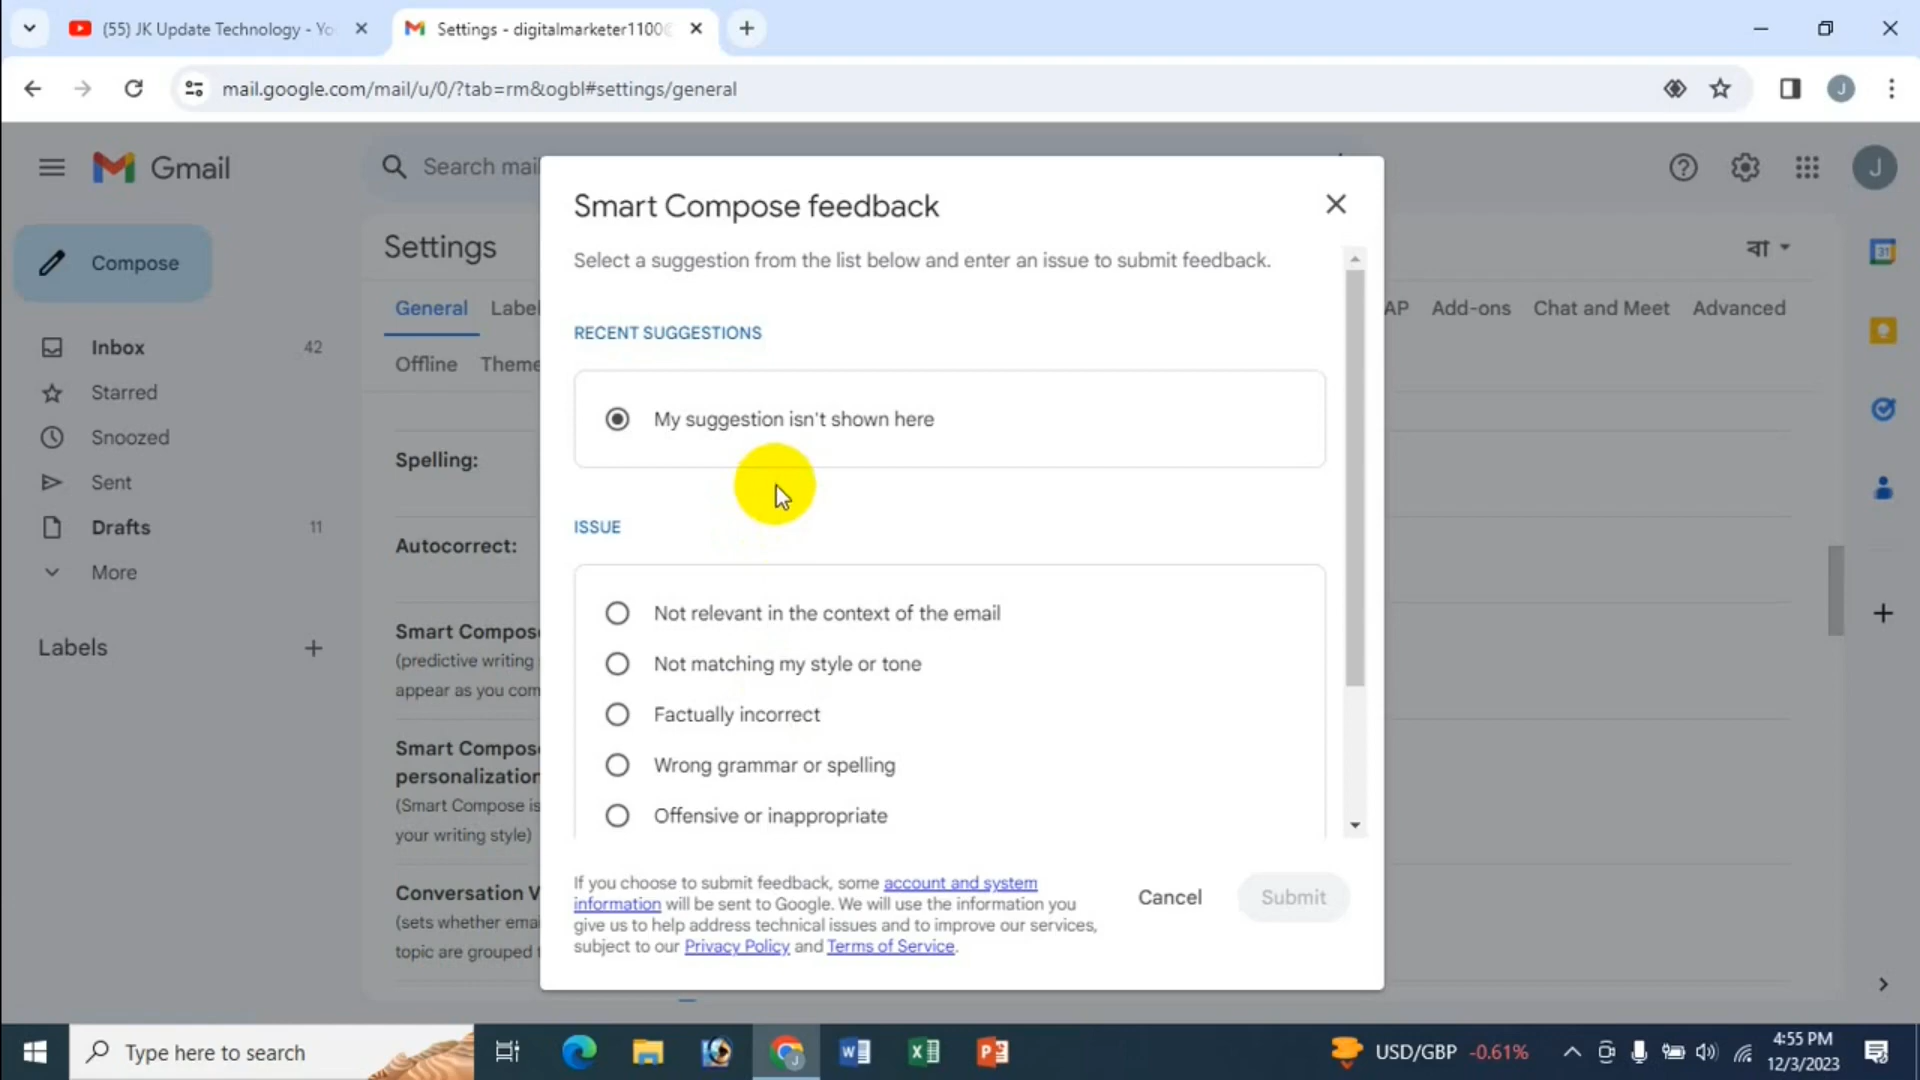 (55) JK Update Technology - Yo
Settings - digitalmarketer1100@
mail.google.com/mail/u/0/?tab=rm&ogbl#settings/general
J
Gmail
Search mail
J
Compose
Inbox 42
Starred
Snoozed
Sent
Drafts 11
More
Labels
Settings
বা
General Label AP Add-ons Chat and Meet Advanced
Offline Theme
Spelling:
Autocorrect:
Smart Compose
(predictive writing
appear as you com
Smart Compose
personalization
(Smart Compose is
your writing style)
Conversation V
(sets whether ema
topic are grouped
31
Smart Compose feedback
Select a suggestion from the list below and enter an issue to submit feedback.
RECENT SUGGESTIONS
My suggestion isn't shown here
ISSUE
Not relevant in the context of the email
Not matching my style or tone
Factually incorrect
Wrong grammar or spelling
Offensive or inappropriate
If you choose to submit feedback, some account and system
information will be sent to Google. We will use the information you
give us to help address technical issues and to improve our services,
subject to our Privacy Policy and Terms of Service.
Cancel Submit
Type here to search
USD/GBP -0.61%
4:55 PM
12/3/2023